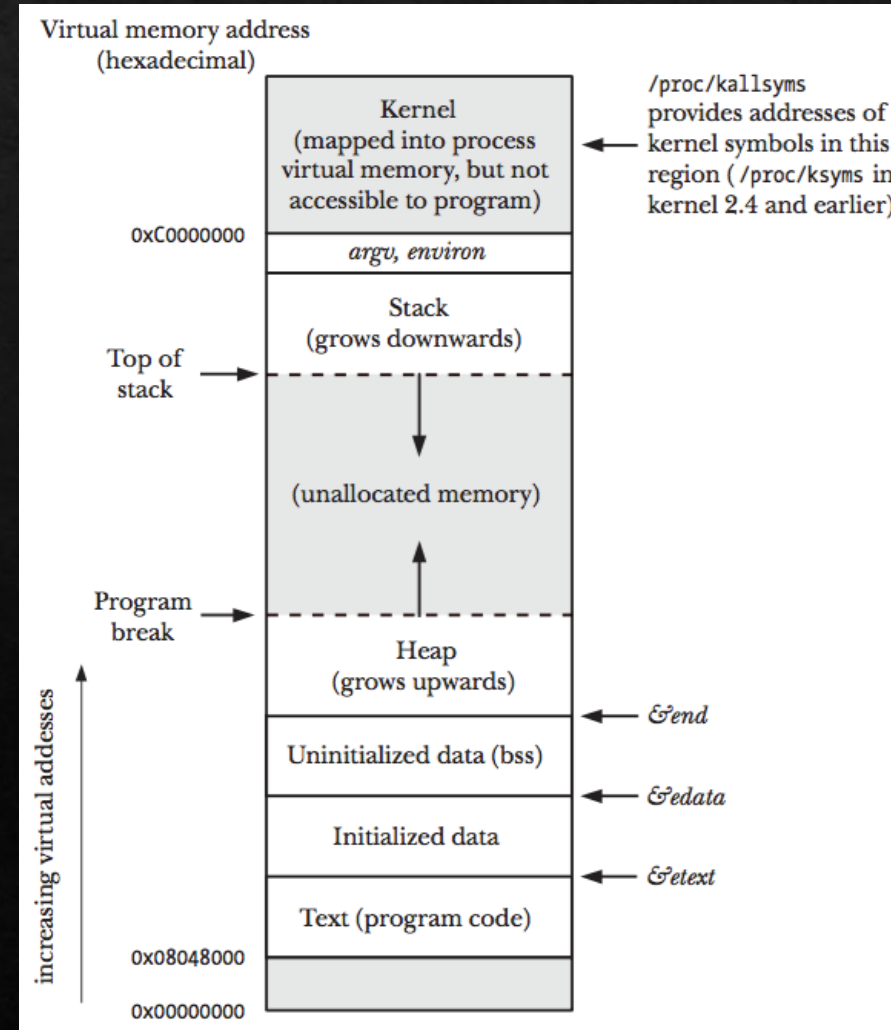 Virtual memory address
(hexadecimal)
Kernel
(mapped into process
virtual memory, but not
accessible to program)
/proc/kallsyms
provides addresses of
kernel symbols in this
region (/proc/ksyms in
kernel 2.4 and earlier)
0xC0000000
argv, environ
Stack
(grows downwards)
Top of
stack
(unallocated memory)
Program
break
Heap
(grows upwards)
&end
Uninitialized data (bss)
&edata
Initialized data
&etext
Text (program code)
0x08048000
0x00000000
increasing virtual addesses